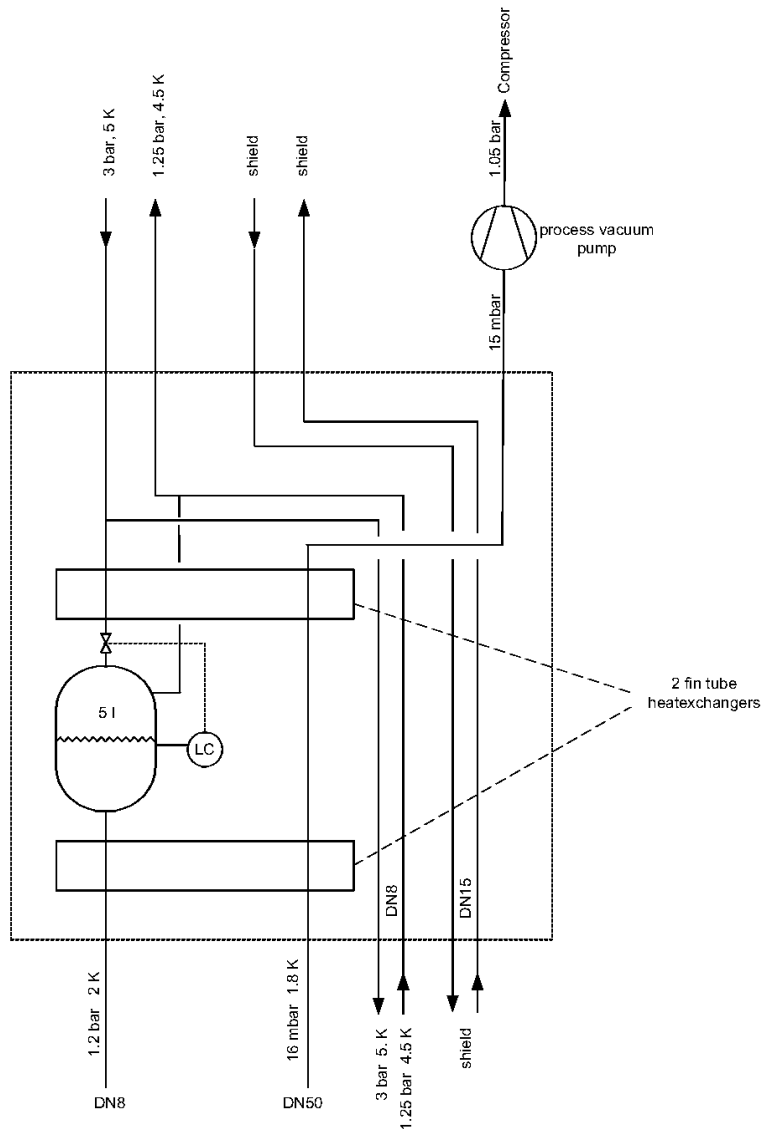 3 bar, 5 K
1.25 bar, 4.5 K
shield
shield
Compressor
1.05 bar
process vacuum
pump
15 mbar
5 l
LC
2 fin tube
heatexchangers
DN8
DN15
1.2 bar 2 K
16 mbar 1.8 K
3 bar 5. K
1.25 bar 4.5 K
shield
DN8
DN50